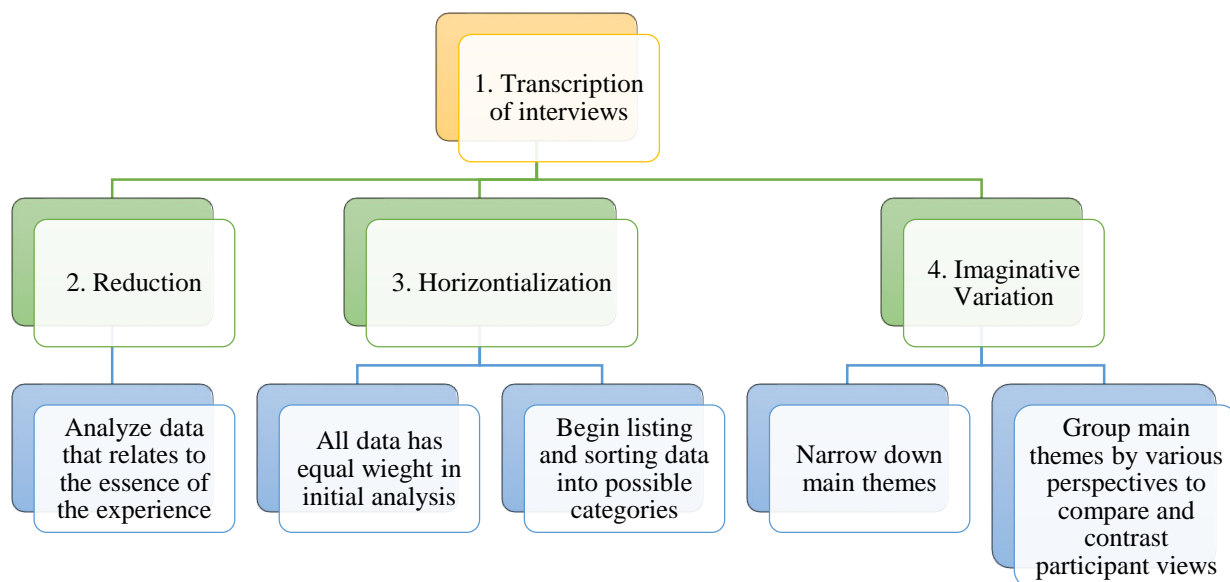 1. Transcription
of interviews
2. Reduction
3. Horizontialization
4. Imaginative
Variation
Analyze data
that relates to
the essence of
the experience
All data has
equal wieght in
initial analysis
Begin listing
and sorting data
into possible
categories
Narrow down
main themes
Group main
themes by various
perspectives to
compare and
contrast
participant views